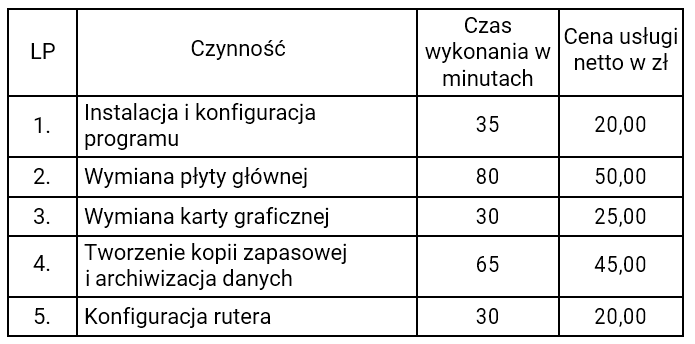 LP
Czynność
Czas
wykonania w
minutach
Cena usługi
netto w zł
1.
Instalacja i konfiguracja
programu
35
20,00
2.
Wymiana płyty głównej
80
50,00
3.
Wymiana karty graficznej
30
25,00
4.
Tworzenie kopii zapasowej
i archiwizacja danych
65
45,00
5.
Konfiguracja rutera
30
20,00